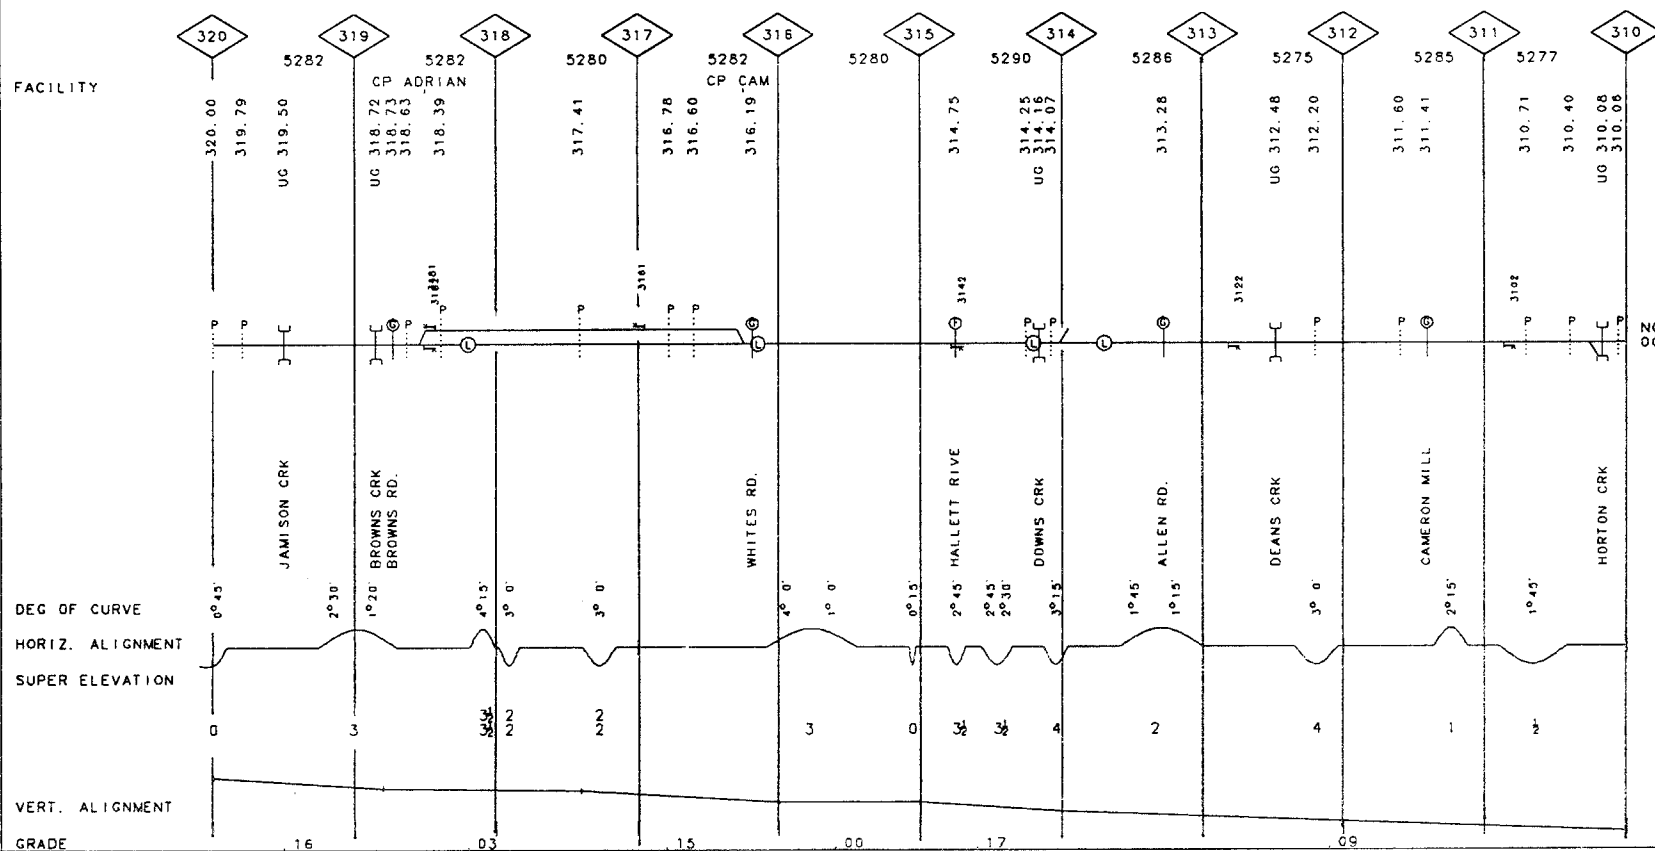 320 319 318 317 316 315 314 313 312 311 310
5282 5282 5280 5282 5280 5290 5286 5275 5285 5277
FACILITY
CP ADRIAN CP CAM
320.00
319.79
UG 319.50
UG 318.72
318.73
318.63
318.39
317.41
316.78
316.60
316.19
314.75
314.25
UG 314.16
314.07
313.28
UG 312.48
312.20
311.60
311.41
310.71
310.40
UG 310.08
3181
3161
3142
3122
3102
P P G P P P P P G T P P G P P G P P P
L L L L
JAMISON CRK
BROWNS CRK
BROWNS RD.
WHITES RD.
HALLETT RIVE
DOWNS CRK
ALLEN RD.
DEANS CRK
CAMERON MILL
HORTON CRK
DEG OF CURVE
0°45' 2°30' 1°20' 4°15' 3° 0' 3° 0' 4° 0' 1° 0' 0°15' 2°45' 2°45' 2°30' 3°15' 1°45' 1°15' 3° 0' 2°15' 1°45'
HORIZ. ALIGNMENT
SUPER ELEVATION
3½ 2 2
0 3 3½ 2 2 3 0 3½ 3½ 4 2 4 1 ½
VERT. ALIGNMENT
GRADE .16 .03 .15 .00 .17 .09